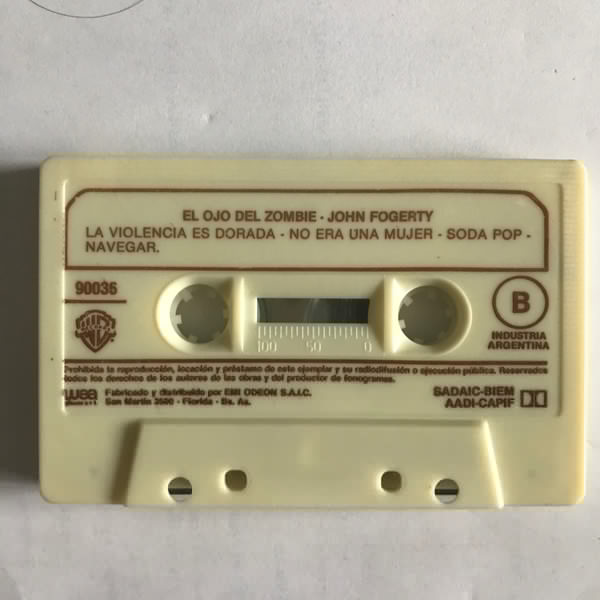 EL OJO DEL ZOMBIE - JOHN FOGERTY
LA VIOLENCIA ES DORADA - NO ERA UNA MUJER - SODA POP -
NAVEGAR.
90036
B
INDUSTRIA
ARGENTINA
100 50 0
Prohibida la reproducción, locación y préstamo de este ejemplar y su radiodifusión o ejecución pública. Reservados
todos los derechos de los autores de las obras y del productor de fonogramas.
wea
Fabricado y distribuido por EMI ODEON S.A.I.C.
San Martín 3500 - Florida - Bs. As.
SADAIC-BIEM
AADI-CAPIF